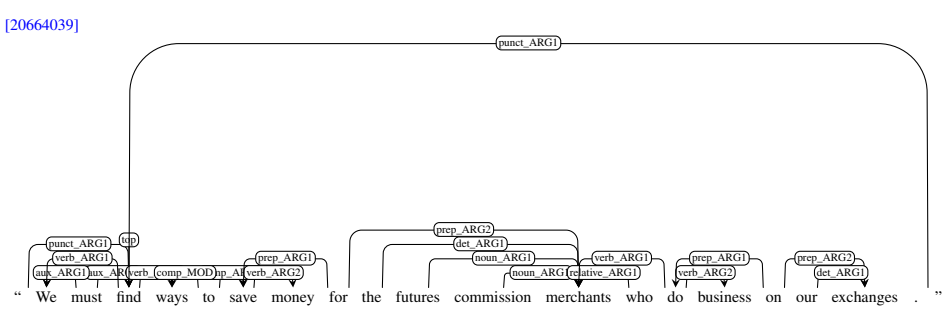 [20664039]
punct_ARG1
prep_ARG2
punct_ARG1 top det_ARG1
verb_ARG1 prep_ARG1 noun_ARG1 verb_ARG1 prep_ARG1 prep_ARG2
aux_ARG1 comp_MOD verb_ARG2 relative_ARG1 verb_ARG2 det_ARG1
“ We must find ways to save money for the futures commission merchants who do business on our exchanges . ”